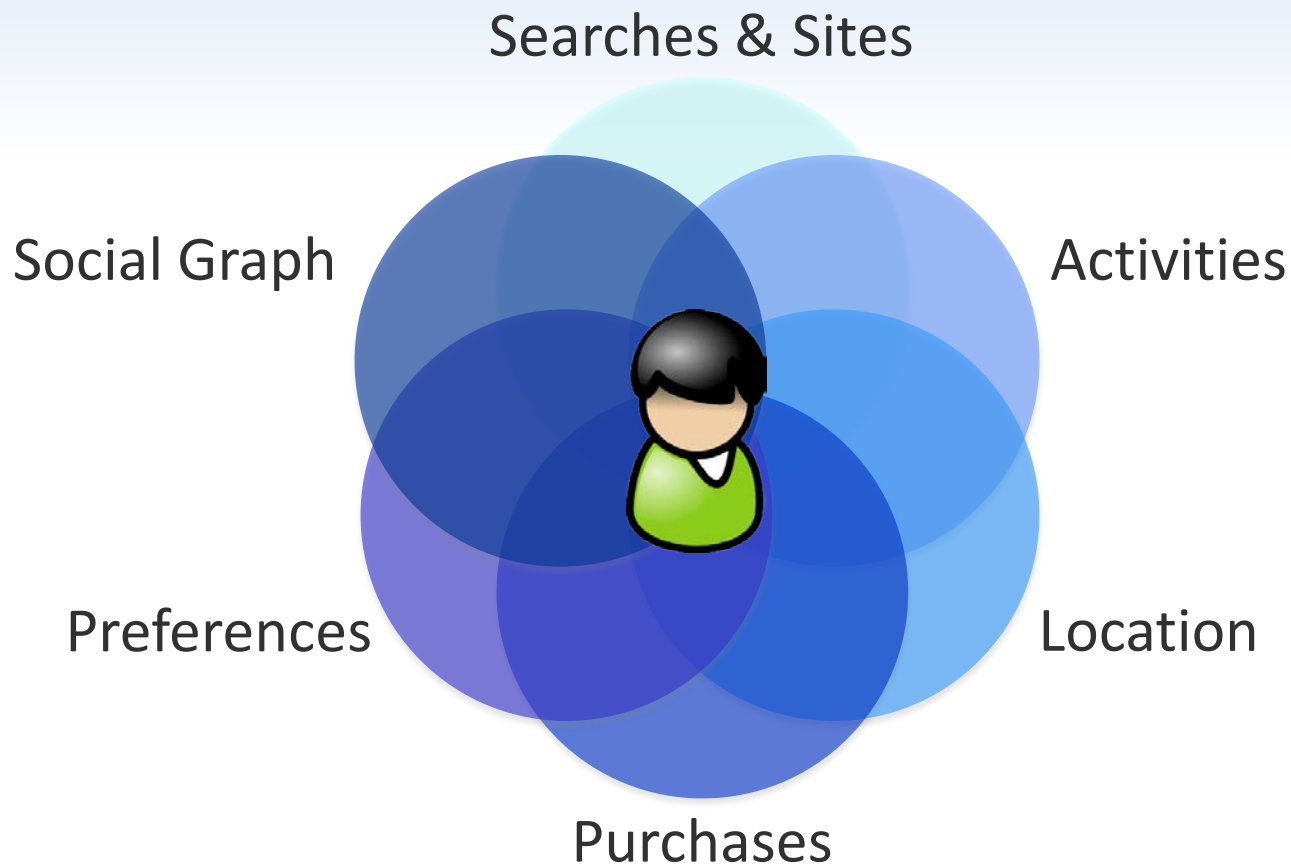 Searches & Sites
Social Graph
Activities
Preferences
Location
Purchases